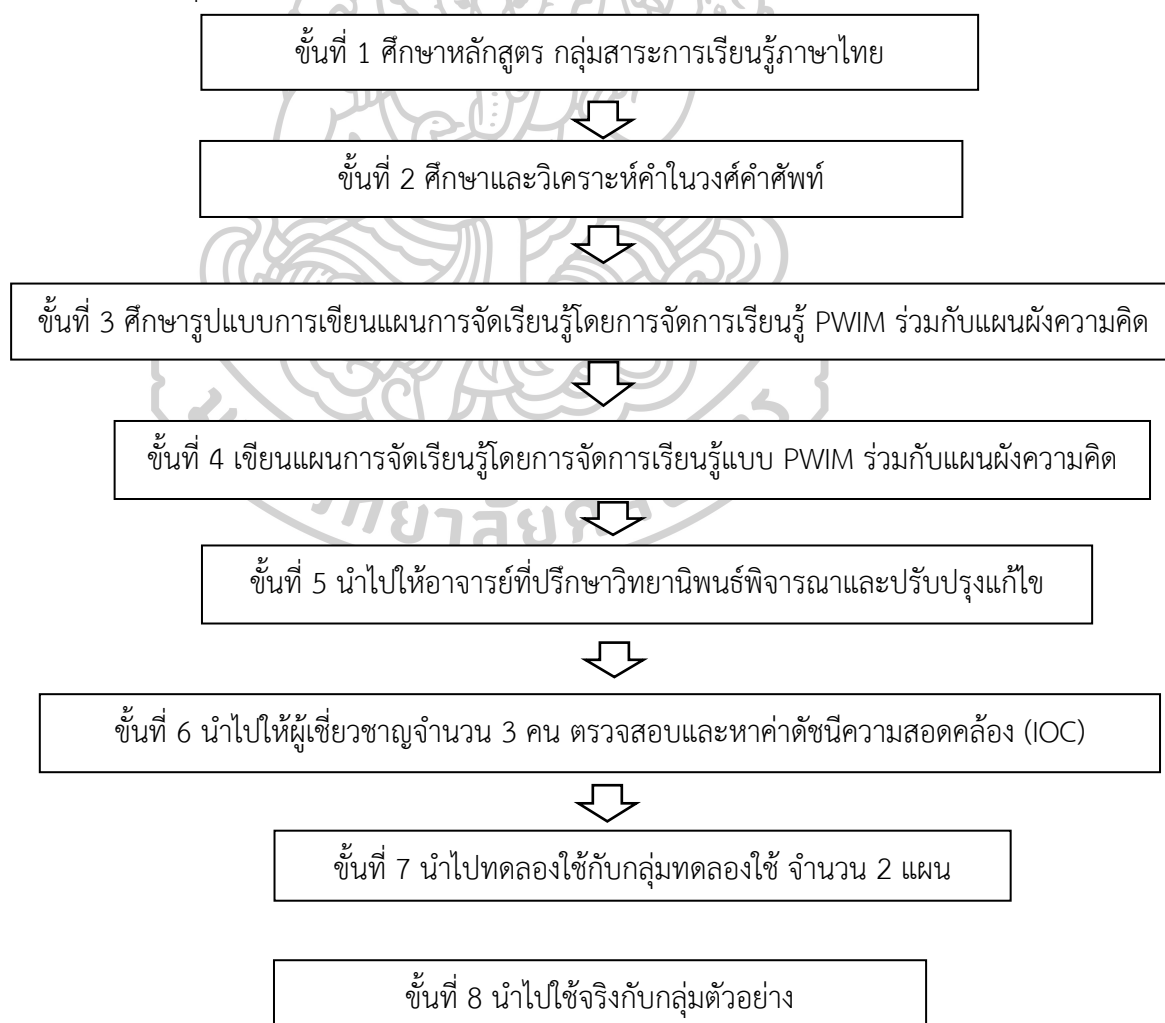 ขั้นที่ 1 ศึกษาหลักสูตร กลุ่มสาระการเรียนรู้ภาษาไทย
ขั้นที่ 2 ศึกษาและวิเคราะห์คำในวงศ์คำศัพท์
ขั้นที่ 3 ศึกษารูปแบบการเขียนแผนการจัดเรียนรู้โดยการจัดการเรียนรู้ PWIM ร่วมกับแผนผังความคิด
ขั้นที่ 4 เขียนแผนการจัดเรียนรู้โดยการจัดการเรียนรู้แบบ PWIM ร่วมกับแผนผังความคิด
ขั้นที่ 5 นำไปให้อาจารย์ที่ปรึกษาวิทยานิพนธ์พิจารณาและปรับปรุงแก้ไข
ขั้นที่ 6 นำไปให้ผู้เชี่ยวชาญจำนวน 3 คน ตรวจสอบและหาค่าดัชนีความสอดคล้อง (IOC)
ขั้นที่ 7 นำไปทดลองใช้กับกลุ่มทดลองใช้ จำนวน 2 แผน
ขั้นที่ 8 นำไปใช้จริงกับกลุ่มตัวอย่าง